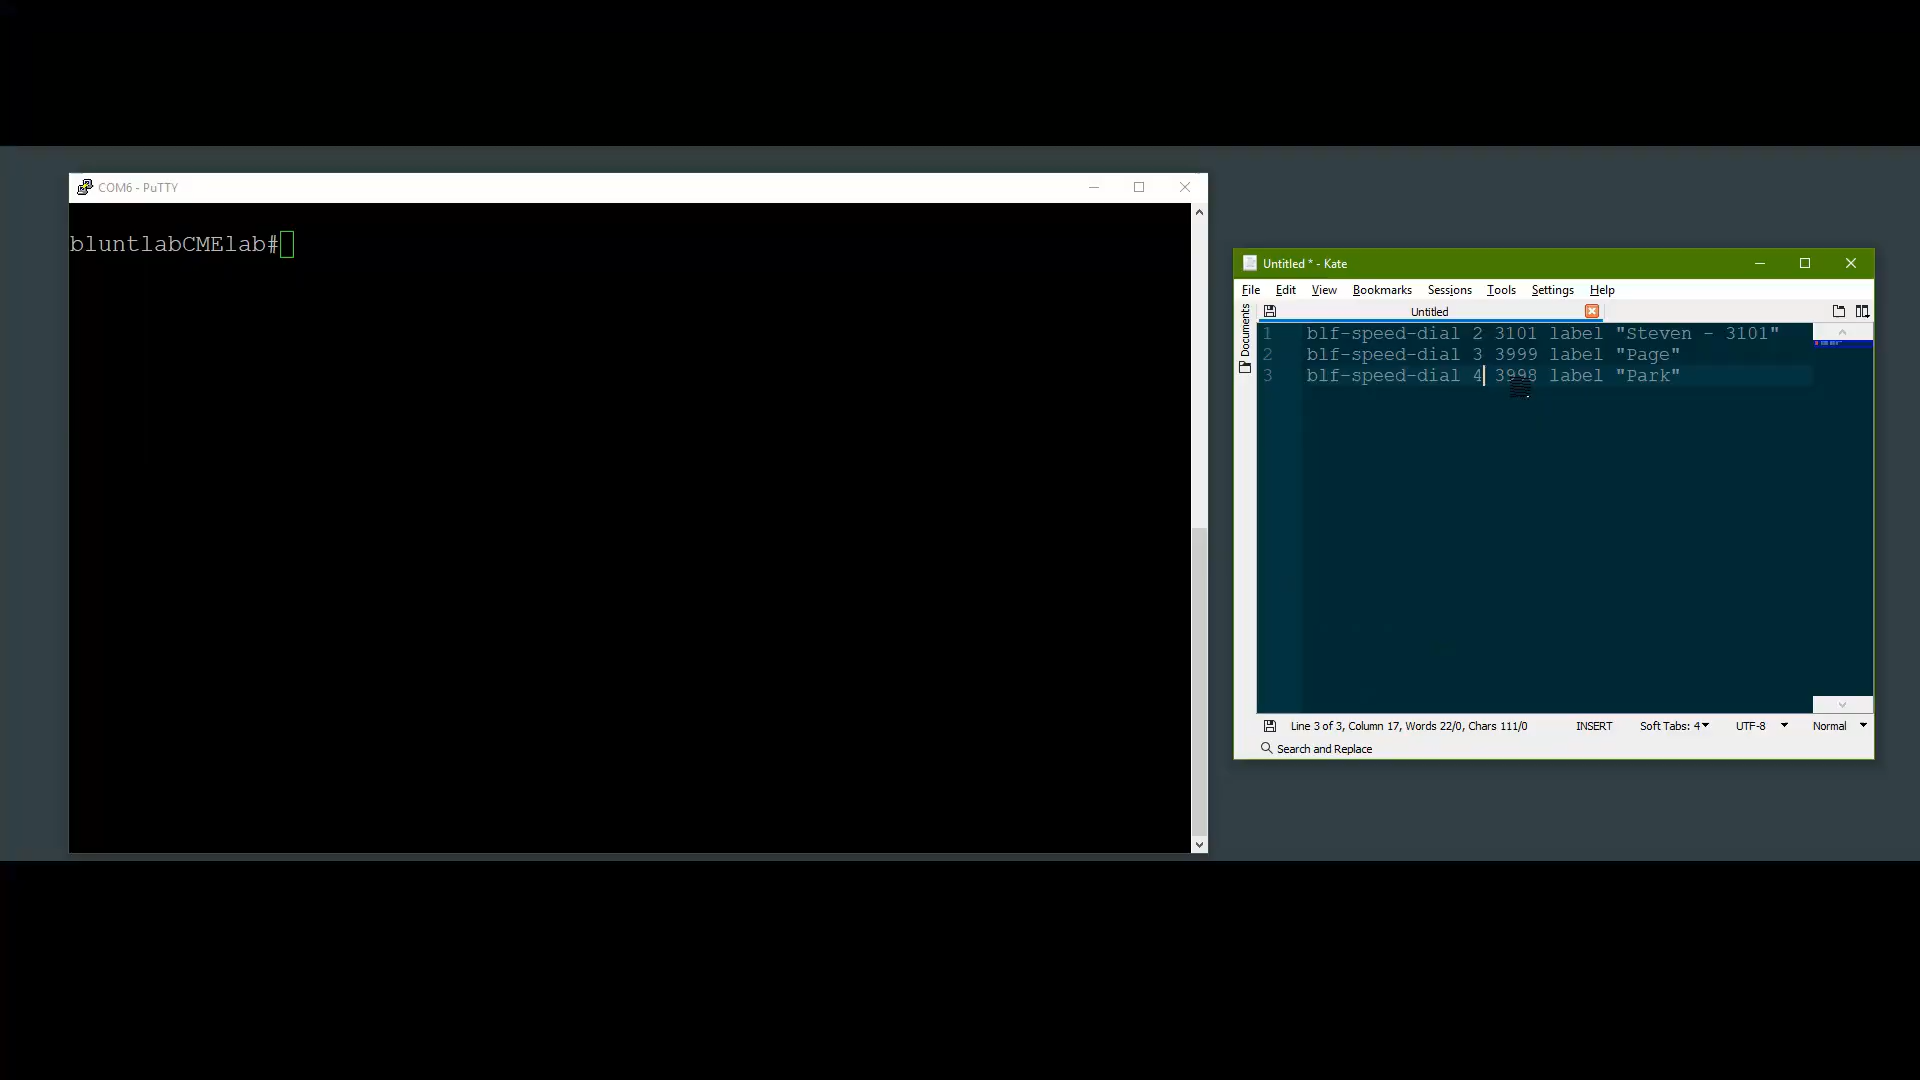 COM6 - PuTTY
bluntlabCMElab#
Untitled * - Kate
File Edit View Bookmarks Sessions Tools Settings Help
Untitled
Documents
1 blf-speed-dial 2 3101 label "Steven - 3101"
2 blf-speed-dial 3 3999 label "Page"
3 blf-speed-dial 4 3998 label "Park"
Line 3 of 3, Column 17, Words 22/0, Chars 111/0 INSERT Soft Tabs: 4 UTF-8 Normal
Search and Replace